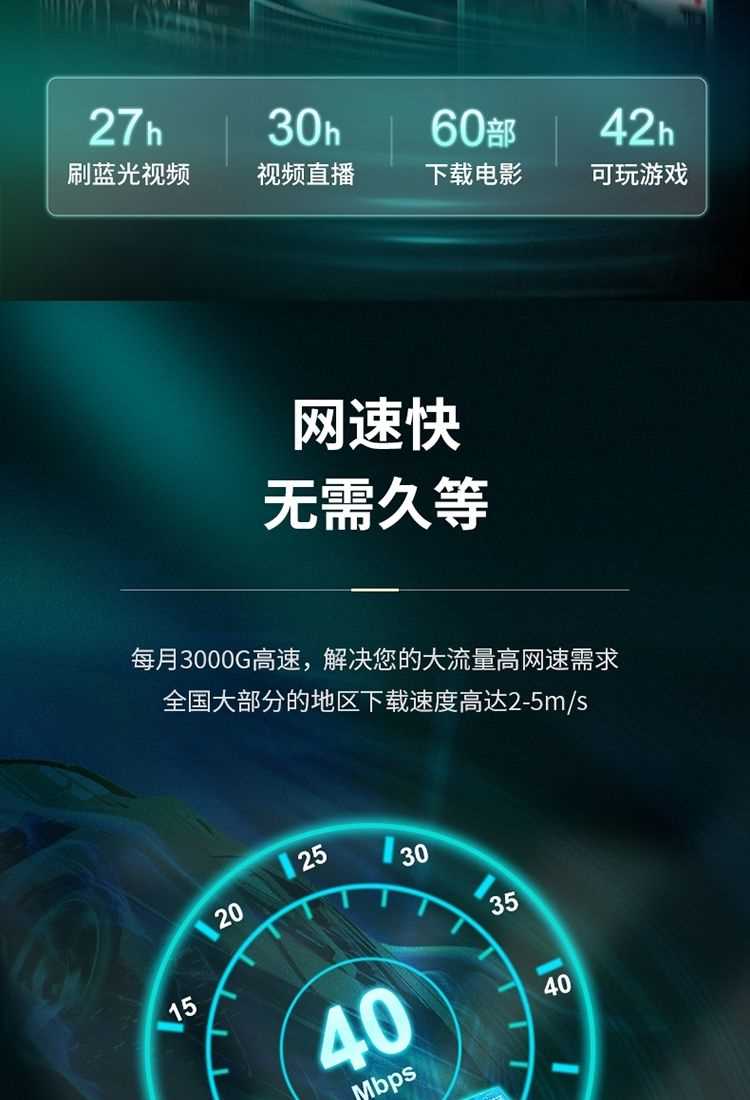 27h 30h 60部 42h
刷蓝光视频 视频直播 下载电影 可玩游戏
网速快
无需久等
每月3000G高速，解决您的大流量高网速需求
全国大部分的地区下载速度高达2-5m/s
25 30
20 35
15 40
40
Mbps